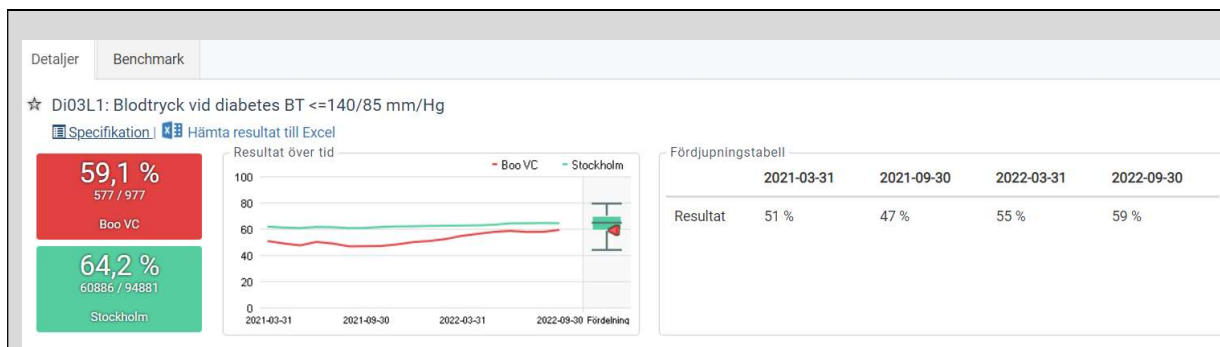 Detaljer
Benchmark
Di03L1: Blodtryck vid diabetes BT <=140/85 mm/Hg
Specifikation | Hämta resultat till Excel
59,1 %
577 / 977
Boo VC
64,2 %
60886 / 94881
Stockholm
Resultat över tid
Boo VC Stockholm
100
80
60
40
20
0
2021-03-31 2021-09-30 2022-03-31 2022-09-30 Fördelning
Fördjupningstabell
2021-03-31 2021-09-30 2022-03-31 2022-09-30
Resultat 51 % 47 % 55 % 59 %